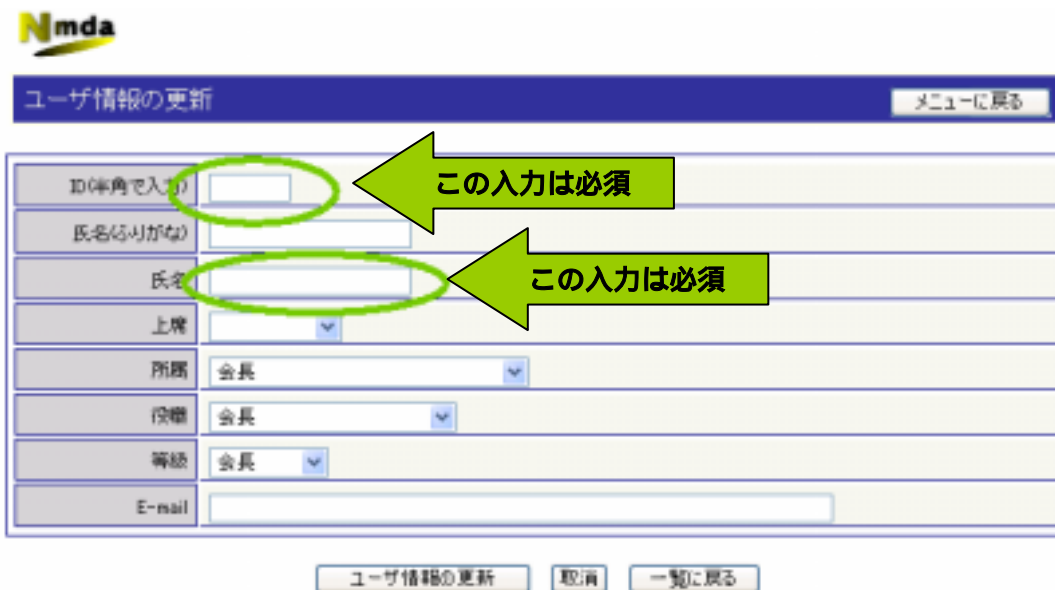 Nmda
ユーザ情報の更新
メニューに戻る
ID(半角で入力)
この入力は必須
氏名(ふりがな)
氏名
この入力は必須
上席
所属
会長
役職
会長
等級
会長
E-mail
ユーザ情報の更新
取消
一覧に戻る